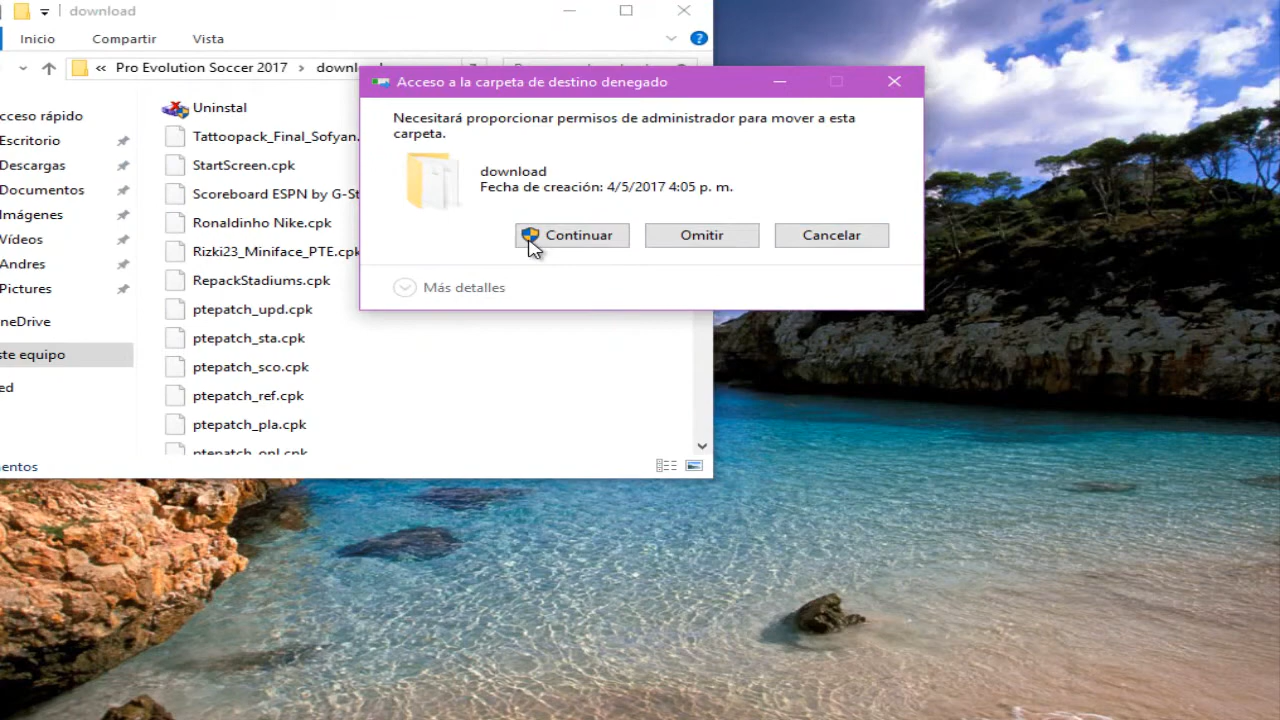 download
Inicio Compartir Vista
« Pro Evolution Soccer 2017 ›
Acceso a la carpeta de destino denegado
Necesitará proporcionar permisos de administrador para mover a esta
carpeta.
download
Fecha de creación: 4/5/2017 4:05 p. m.
Continuar Omitir Cancelar
Más detalles
cceso rápido
Escritorio
Descargas
Documentos
Imágenes
Vídeos
Andres
Pictures
neDrive
ste equipo
ed
entos
Uninstal
Tattoopack_Final_Sofyan.
StartScreen.cpk
Scoreboard ESPN by G-St
Ronaldinho Nike.cpk
Rizki23_Miniface_PTE.cpk
RepackStadiums.cpk
ptepatch_upd.cpk
ptepatch_sta.cpk
ptepatch_sco.cpk
ptepatch_ref.cpk
ptepatch_pla.cpk